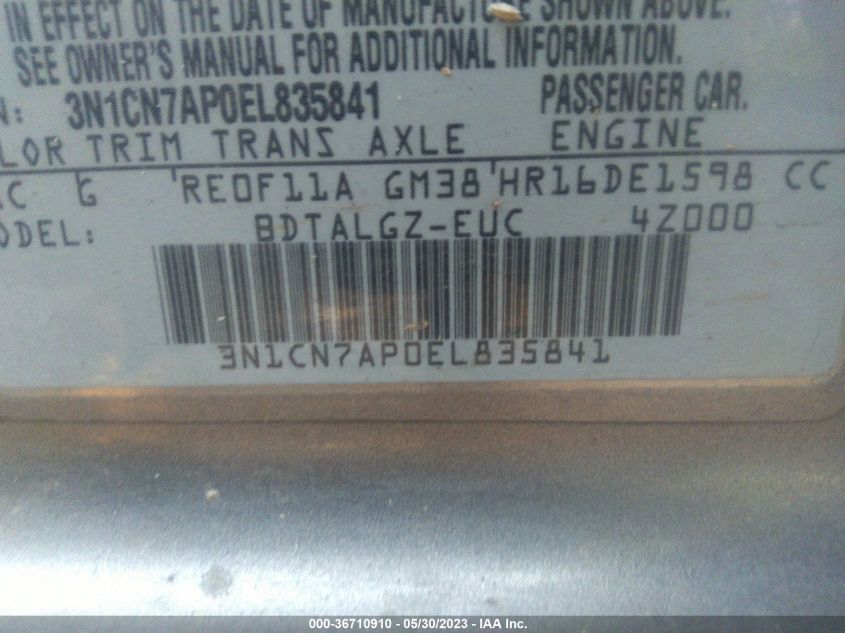 IN EFFECT ON THE DATE OF MANUFACTURE SHOWN ABOVE.
SEE OWNER'S MANUAL FOR ADDITIONAL INFORMATION.
N: 3N1CN7AP0EL835841 PASSENGER CAR.
LOR TRIM TRANS AXLE ENGINE
AC G RE0F11A GM38 HR16DE1598 CC
ODEL: BDTALGZ-EUC 4Z000
3N1CN7AP0EL835841
000-36710910 - 05/30/2023 - IAA Inc.